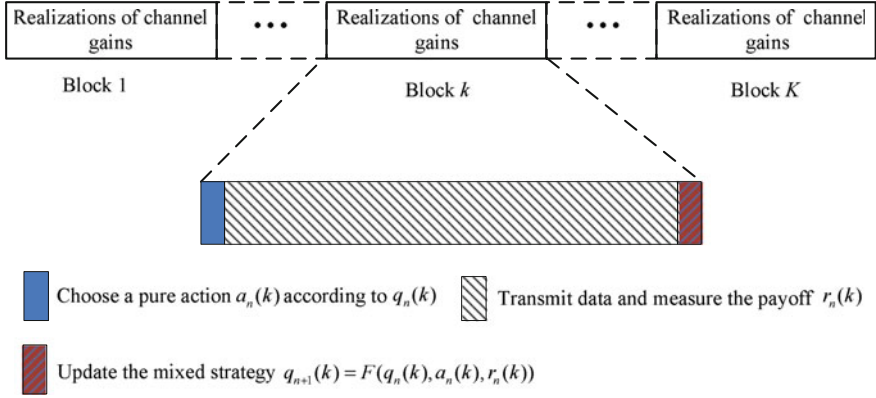 Realizations of channel gains
•••
Realizations of channel gains
•••
Realizations of channel gains
Block 1
Block k
Block K
Choose a pure action a_n(k) according to q_n(k)
Transmit data and measure the payoff r_n(k)
Update the mixed strategy q_{n+1}(k) = F(q_n(k), a_n(k), r_n(k))